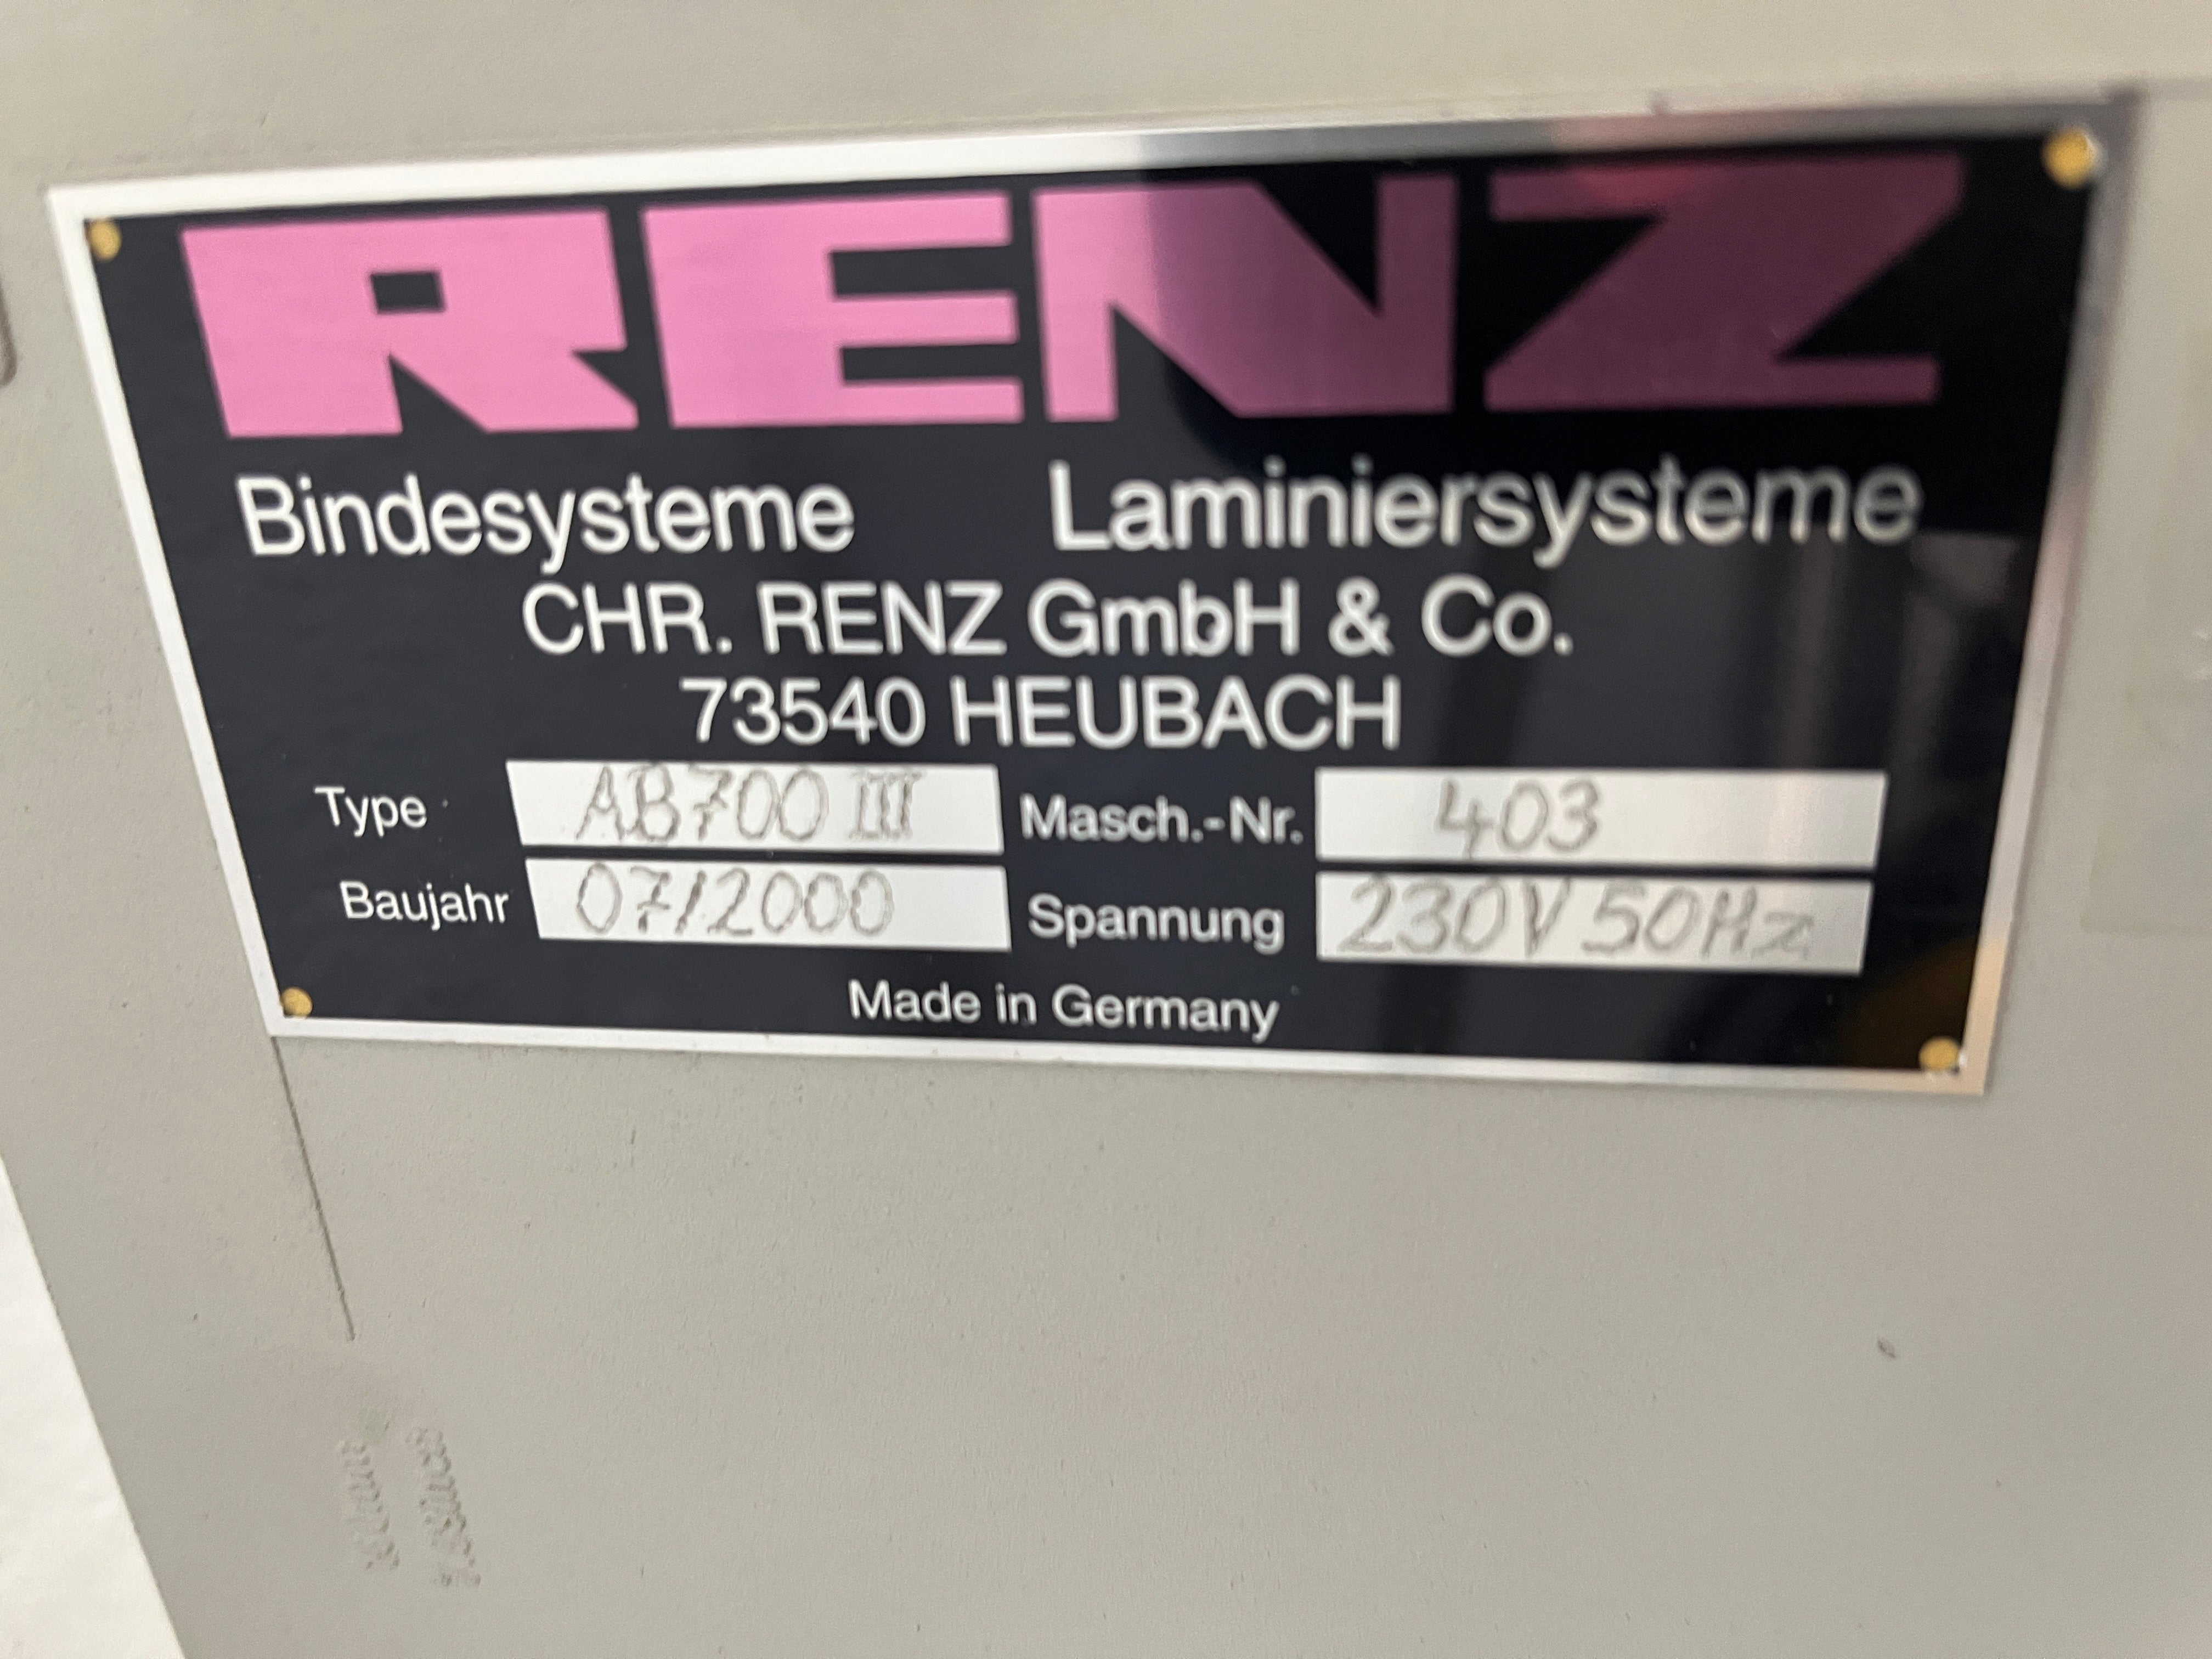 RENZ
Bindesysteme Laminiersysteme
CHR. RENZ GmbH & Co.
73540 HEUBACH
Type AB700 III Masch.-Nr. 403
Baujahr 07/2000 Spannung 230V 50Hz
Made in Germany